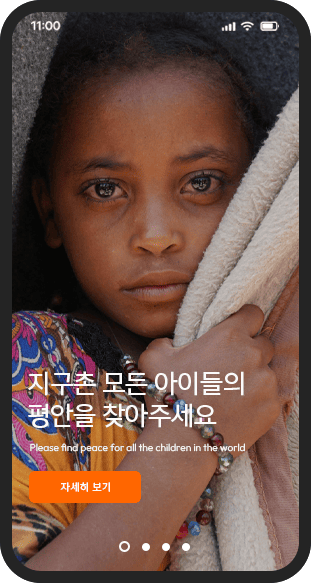 11:00
지구촌 모든 아이들의
평안을 찾아주세요
Please find peace for all the children in the world
자세히 보기